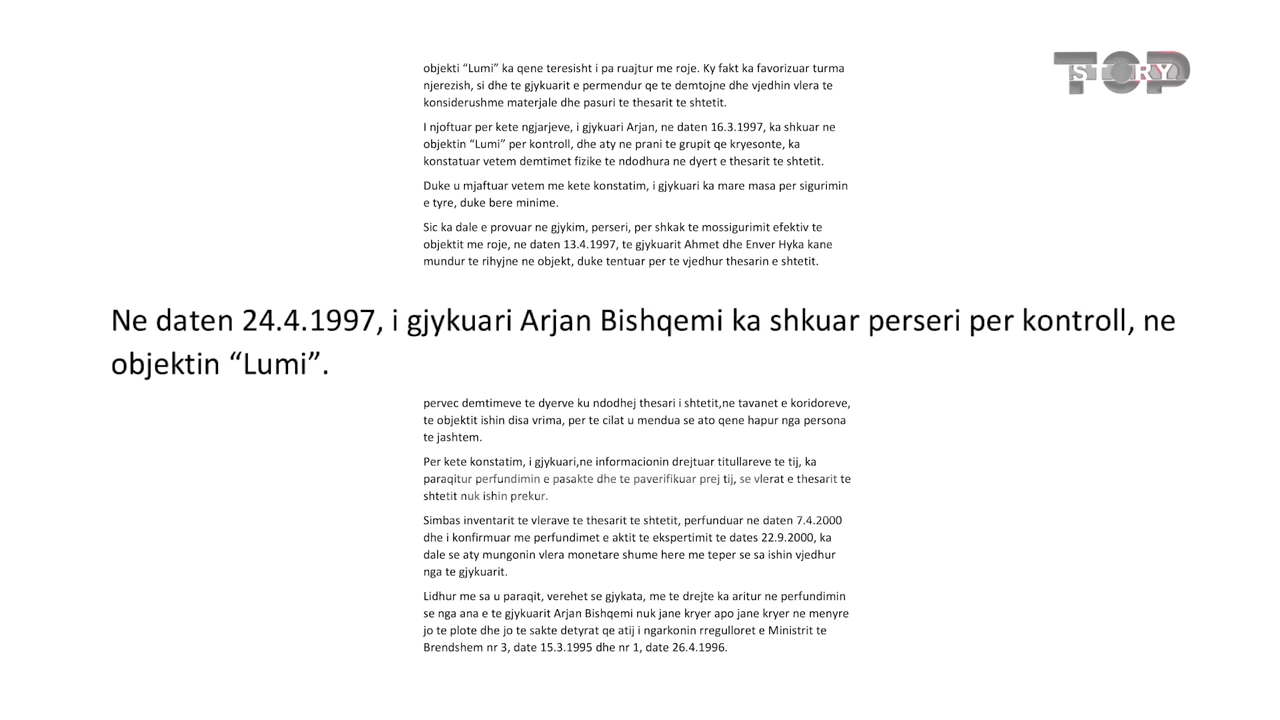 TOP
STORY
objekti “Lumi” ka qene teresisht i pa ruajtur me roje. Ky fakt ka favorizuar turma
njerezish, si dhe te gjykuarit e permendur qe te demtojne dhe vjedhin vlera te
konsiderushme materjale dhe pasuri te thesarit te shtetit.
I njoftuar per kete ngjarjeve, i gjykuari Arjan, ne daten 16.3.1997, ka shkuar ne
objektin “Lumi” per kontroll, dhe aty ne prani te grupit qe kryesonte, ka
konstatuar vetem demtimet fizike te ndodhura ne dyert e thesarit te shtetit.
Duke u mjaftuar vetem me kete konstatim, i gjykuari ka mare masa per sigurimin
e tyre, duke bere minime.
Sic ka dale e provuar ne gjykim, perseri, per shkak te mossigurimit efektiv te
objektit me roje, ne daten 13.4.1997, te gjykuarit Ahmet dhe Enver Hyka kane
mundur te rihyjne ne objekt, duke tentuar per te vjedhur thesarin e shtetit.
Ne daten 24.4.1997, i gjykuari Arjan Bishqemi ka shkuar perseri per kontroll, ne
objektin “Lumi”.
pervec demtimeve te dyerve ku ndodhej thesari i shtetit,ne tavanet e koridoreve,
te objektit ishin disa vrima, per te cilat u mendua se ato qene hapur nga persona
te jashtem.
Per kete konstatim, i gjykuari,ne informacionin drejtuar titullareve te tij, ka
paraqitur perfundimin e pasakte dhe te paverifikuar prej tij, se vlerat e thesarit te
shtetit nuk ishin prekur.
Simbas inventarit te vlerave te thesarit te shtetit, perfunduar ne daten 7.4.2000
dhe i konfirmuar me perfundimet e aktit te ekspertimit te dates 22.9.2000, ka
dale se aty mungonin vlera monetare shume here me teper se sa ishin vjedhur
nga te gjykuarit.
Lidhur me sa u paraqit, verehet se gjykata, me te drejte ka aritur ne perfundimin
se nga ana e te gjykuarit Arjan Bishqemi nuk jane kryer apo jane kryer ne menyre
jo te plote dhe jo te sakte detyrat qe atij i ngarkonin rregulloret e Ministrit te
Brendshem nr 3, date 15.3.1995 dhe nr 1, date 26.4.1996.